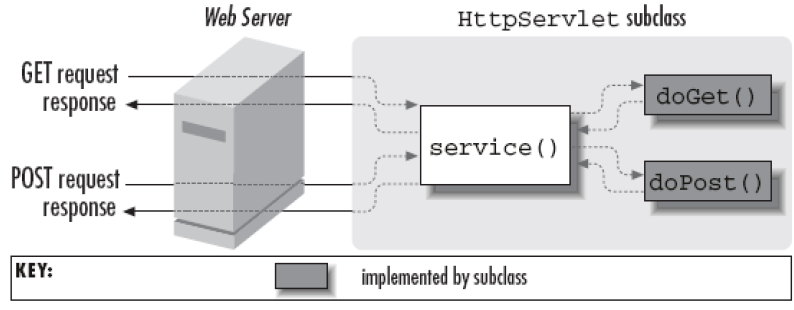 Web Server
HttpServlet subclass
GET request
response
service()
doGet()
POST request
response
doPost()
KEY:
implemented by subclass